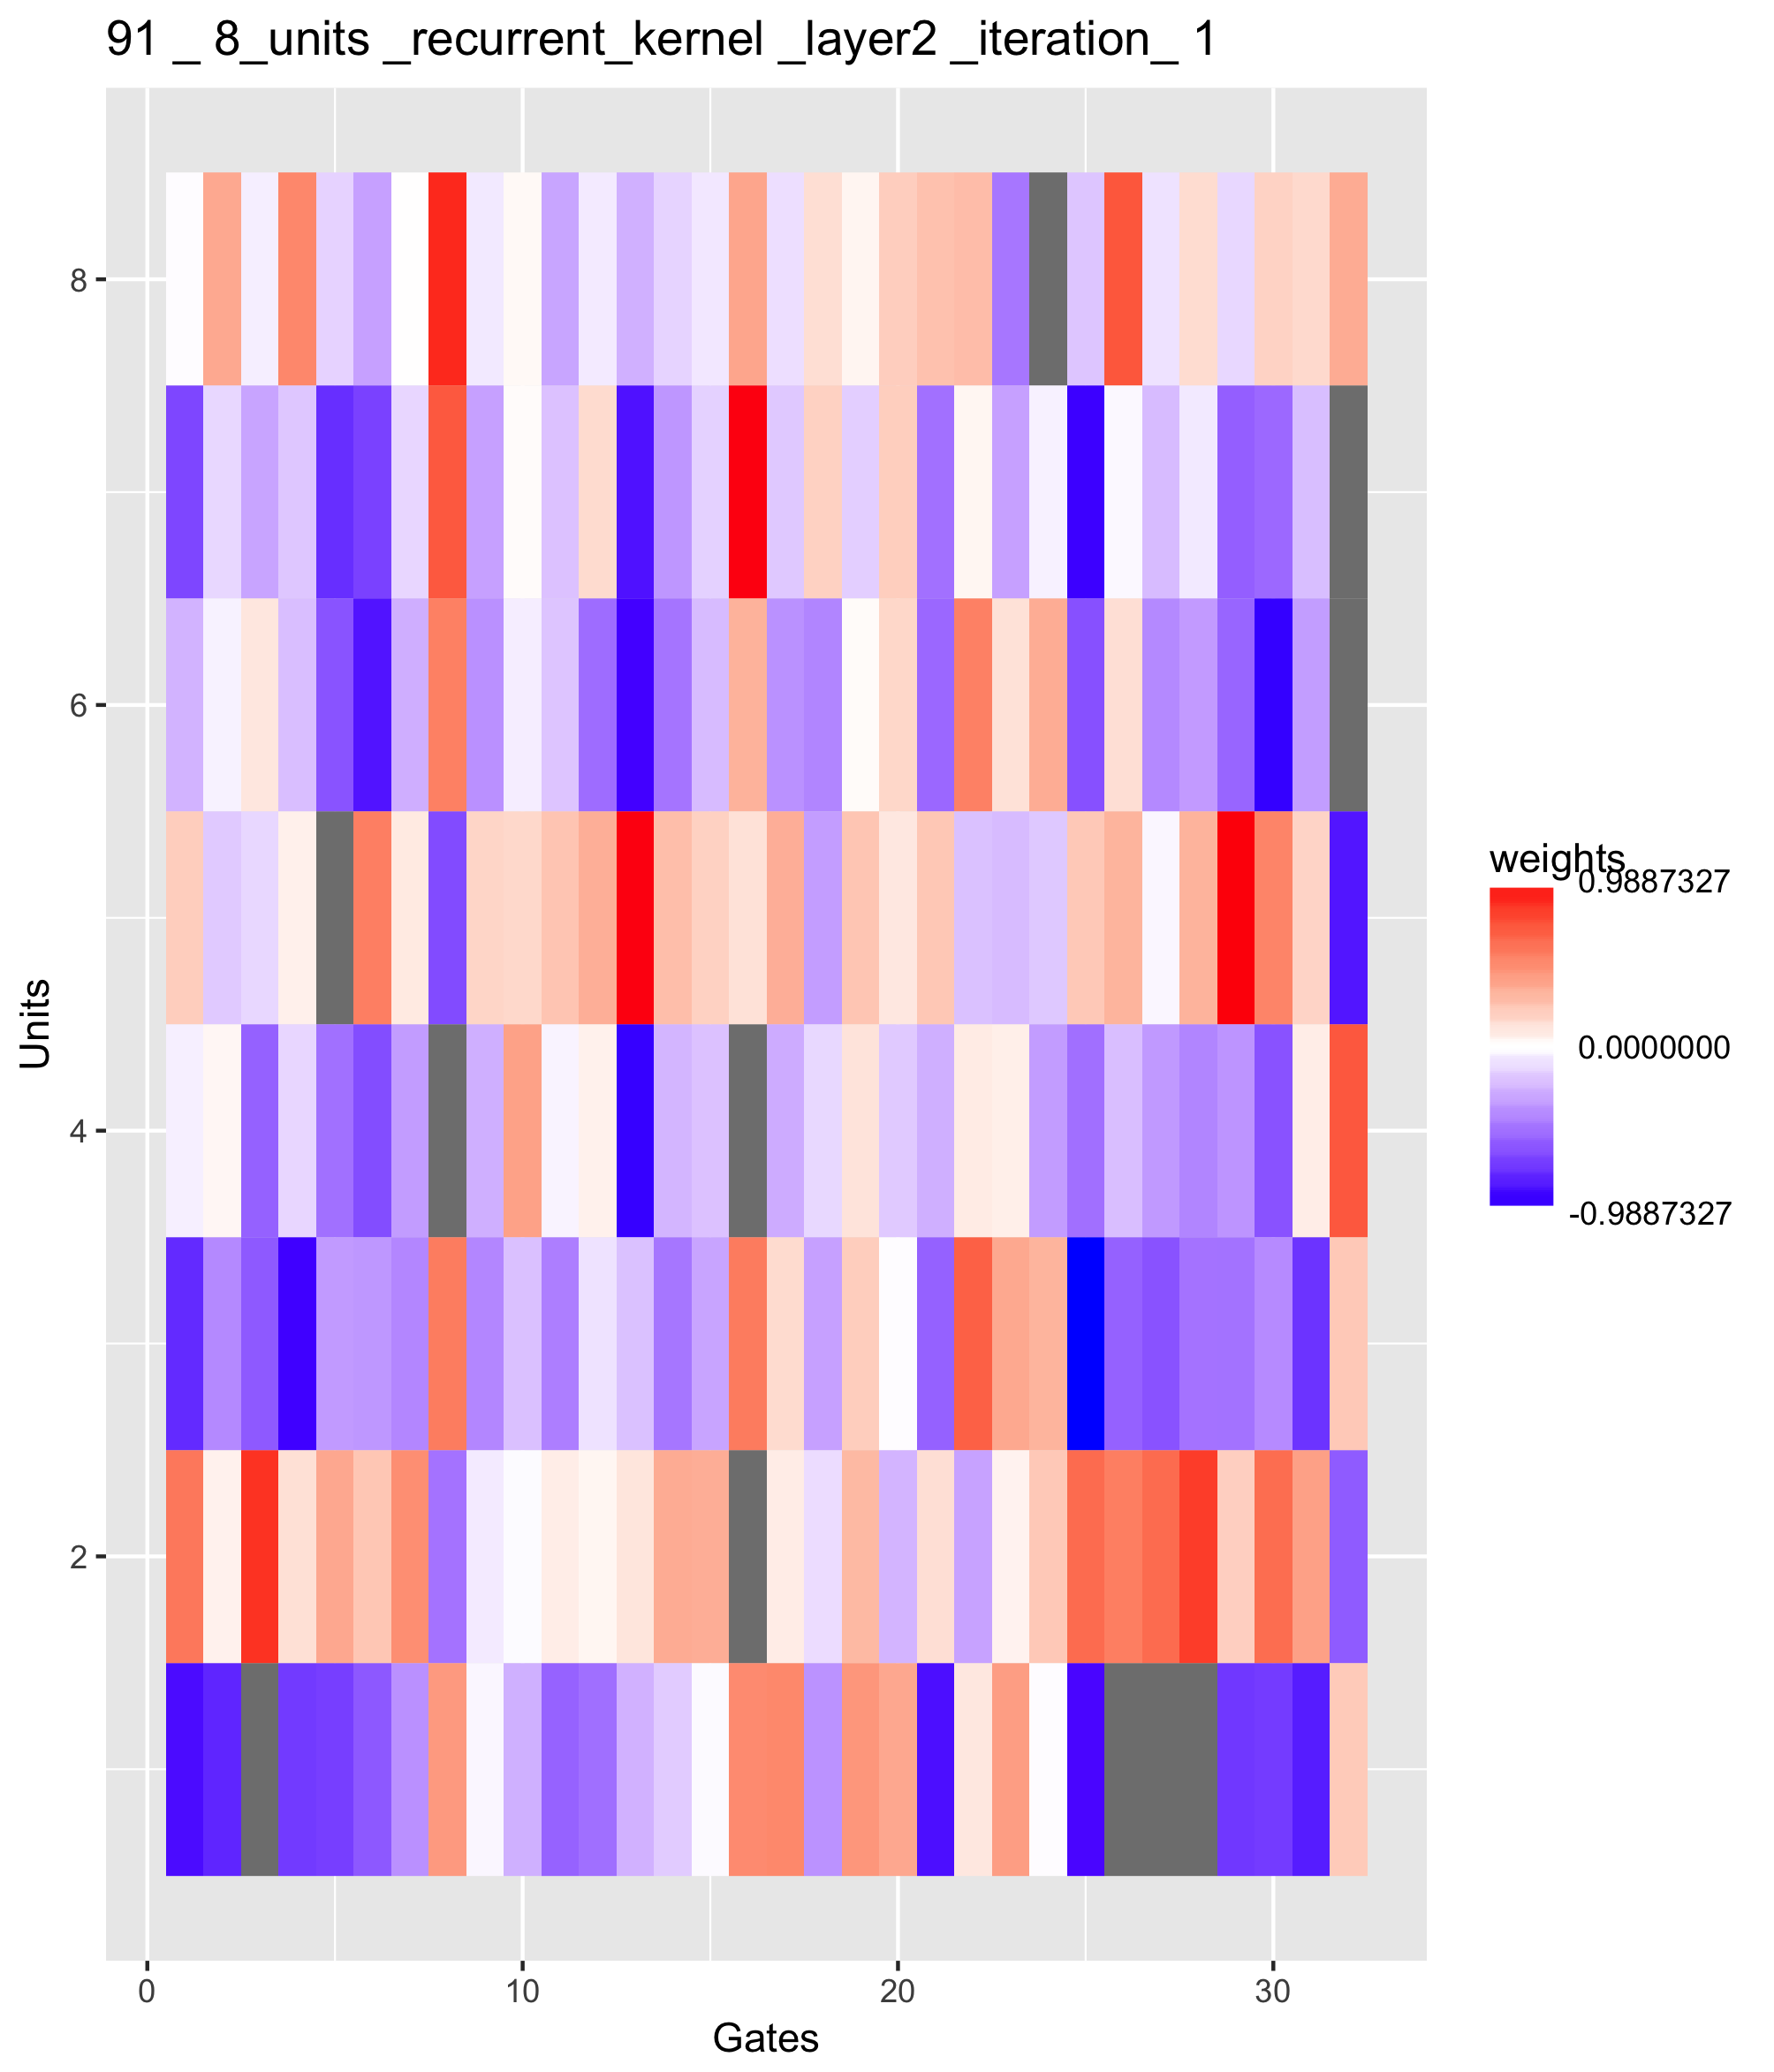 91 _ 8_units _recurrent_kernel _layer2 _iteration_ 1
8
6
4
2
Units
0 10 20 30
Gates
weights
0.9887327
0.0000000
-0.9887327